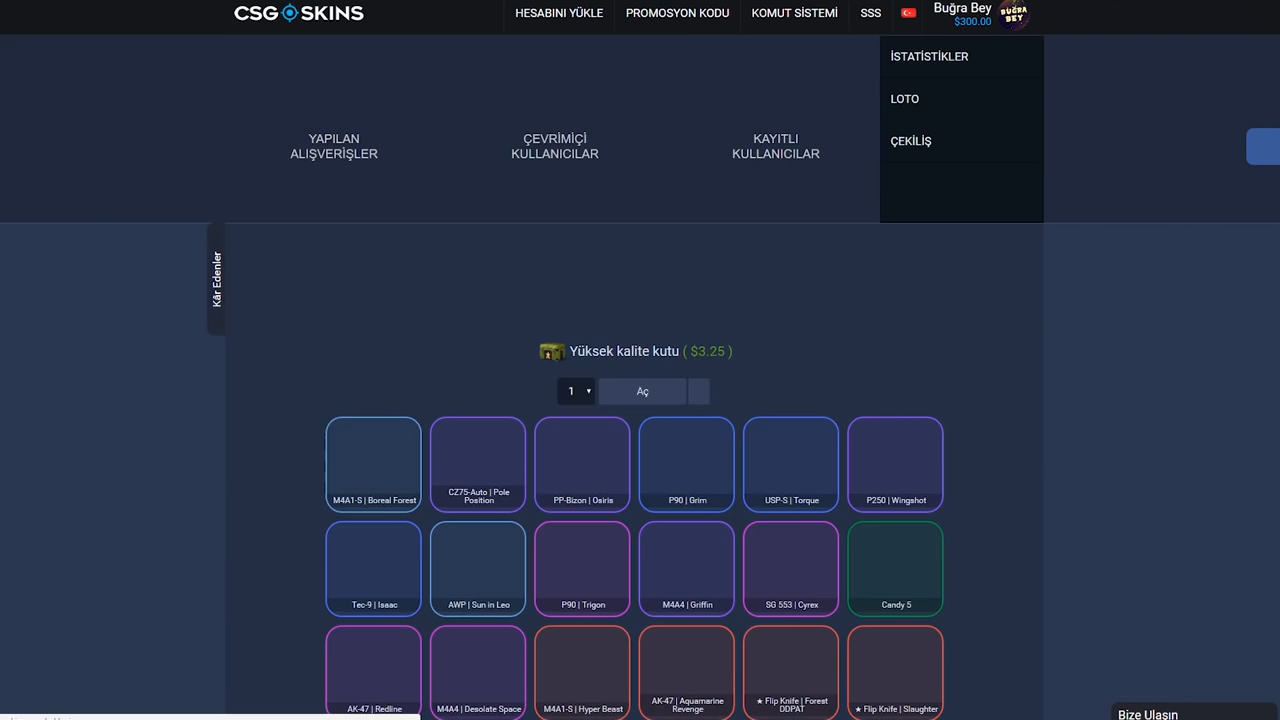 CSGOSKINS
HESABINI YÜKLE
PROMOSYON KODU
KOMUT SİSTEMİ
SSS
Buğra Bey
$300.00
BUĞRA
BEY
İSTATİSTİKLER
LOTO
ÇEKİLİŞ
YAPILAN
ALIŞVERİŞLER
ÇEVRİMİÇİ
KULLANICILAR
KAYITLI
KULLANICILAR
Kâr Edenler
Yüksek kalite kutu ( $3.25 )
1
Aç
M4A1-S | Boreal Forest
CZ75-Auto | Pole
Position
PP-Bizon | Osiris
P90 | Grim
USP-S | Torque
P250 | Wingshot
Tec-9 | Isaac
AWP | Sun in Leo
P90 | Trigon
M4A4 | Griffin
SG 553 | Cyrex
Candy 5
AK-47 | Redline
M4A4 | Desolate Space
M4A1-S | Hyper Beast
AK-47 | Aquamarine
Revenge
★ Flip Knife | Forest
DDPAT
★ Flip Knife | Slaughter
Bize Ulaşın